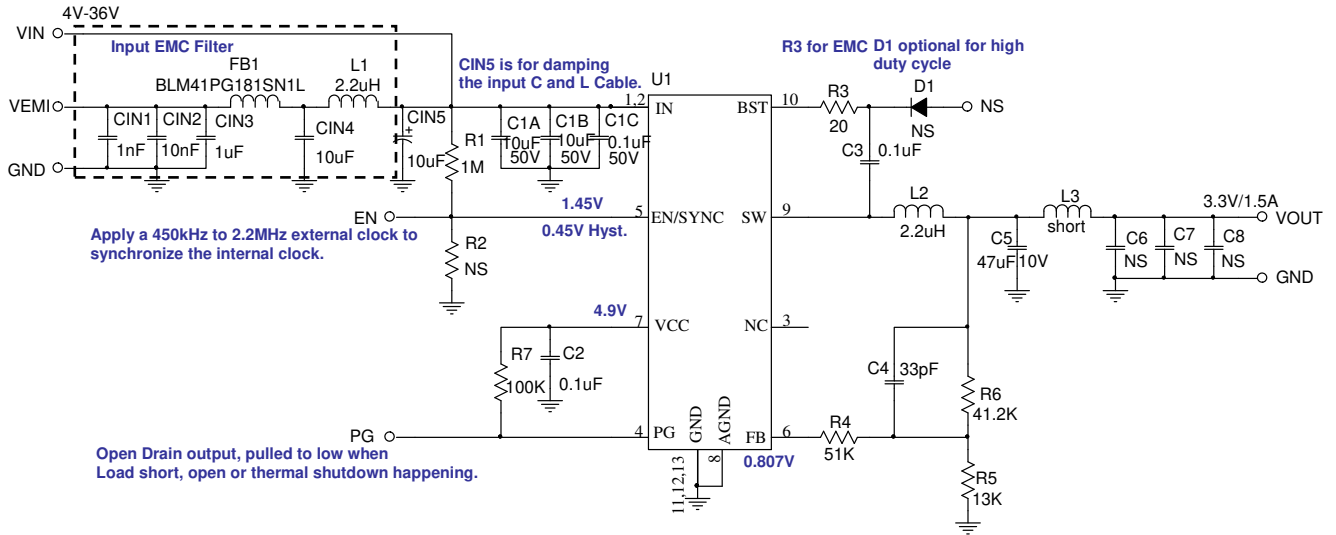 4V-36V
VIN
Input EMC Filter
FB1
BLM41PG181SN1L
L1
2.2uH
VEMI
CIN1
1nF
CIN2
10nF
CIN3
1uF
CIN4
10uF
GND
CIN5 is for damping
the input C and L Cable.
CIN5
+
10uF
R1
1M
C1A
10uF
50V
C1B
10uF
50V
C1C
0.1uF
50V
U1
1,2
IN
BST
10
R3 for EMC
D1 optional for high
duty cycle
R3
20
D1
NS
NS
C3
0.1uF
EN
1.45V
5
EN/SYNC
0.45V Hyst.
Apply a 450kHz to 2.2MHz external clock to
synchronize the internal clock.
R2
NS
SW
9
L2
2.2uH
L3
short
3.3V/1.5A
VOUT
C5
47uF
10V
C6
NS
C7
NS
C8
NS
GND
4.9V
7
VCC
NC
3
R7
100K
C2
0.1uF
C4
33pF
R6
41.2K
PG
4
PG
GND
AGND
FB
6
R4
51K
0.807V
Open Drain output, pulled to low when
Load short, open or thermal shutdown happening.
11,12,13
8
R5
13K